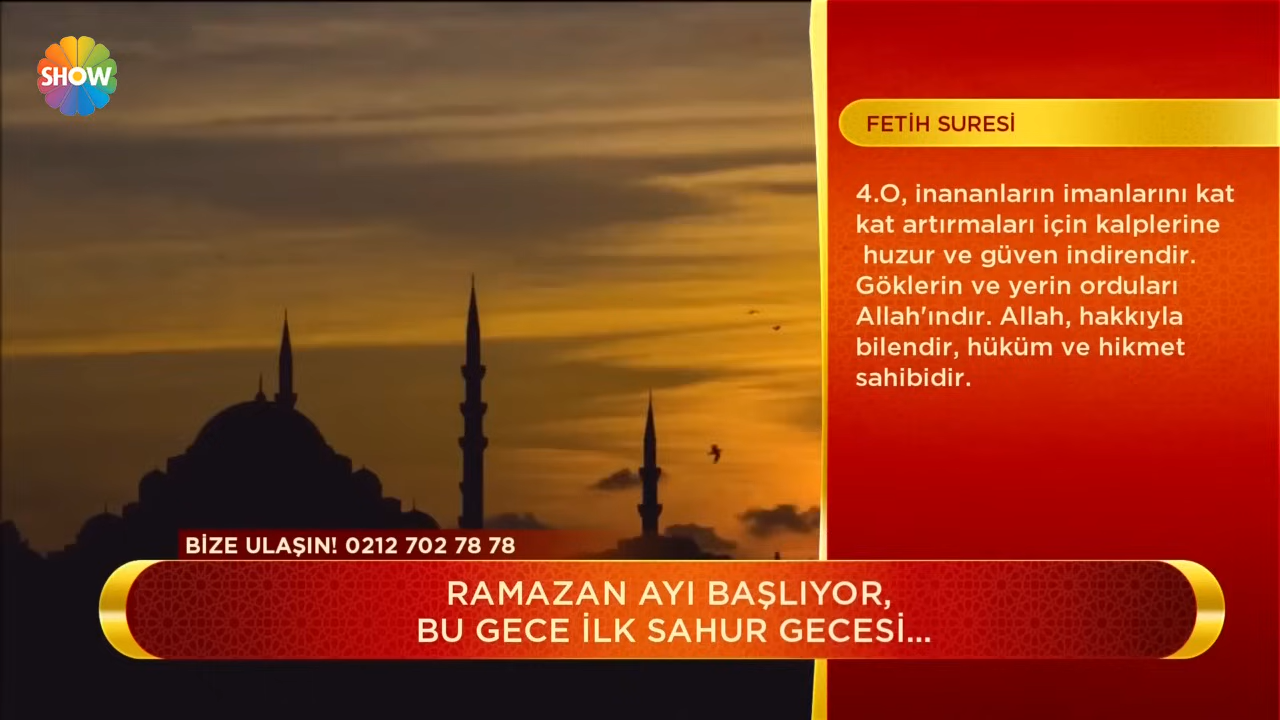 SHOW
FETİH SURESİ
4.O, inananların imanlarını kat
kat artırmaları için kalplerine
huzur ve güven indirendir.
Göklerin ve yerin orduları
Allah'ındır. Allah, hakkıyla
bilendir, hüküm ve hikmet
sahibidir.
BİZE ULAŞIN! 0212 702 78 78
RAMAZAN AYI BAŞLIYOR,
BU GECE İLK SAHUR GECESİ...